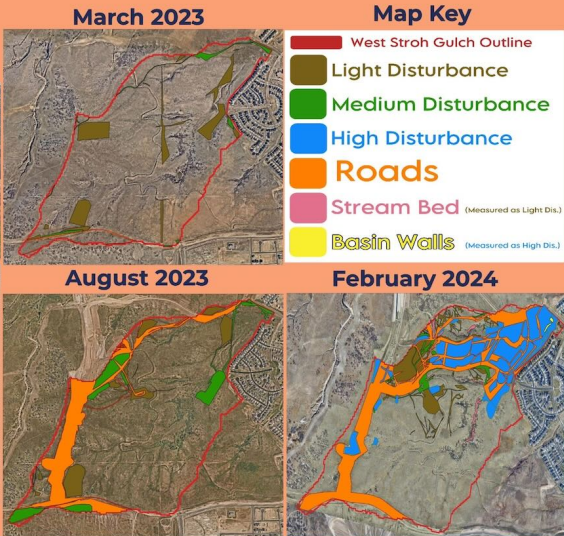 March 2023
Map Key
West Stroh Gulch Outline
Light Disturbance
Medium Disturbance
High Disturbance
Roads
Stream Bed (Measured as Light Dis.)
Basin Walls (Measured as High Dis.)
August 2023
February 2024